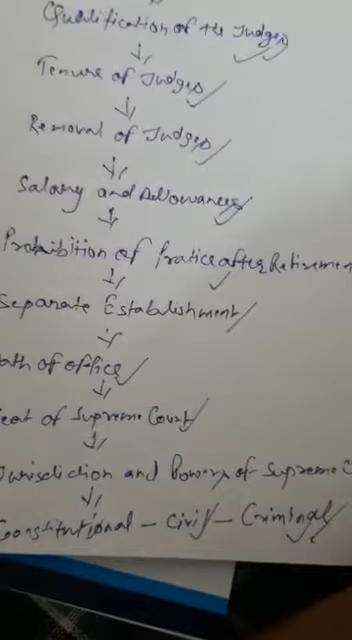 Qualification of the Judges
Tenure of Judges
Removal of Judges
Salary and Allowances
Prohibition of Pratice after Retiremen
Separate Establishment
ath of office
eat of Supreme Court
Jurisdiction and Powers of Supreme C
Constitutional - Civil - Criminal